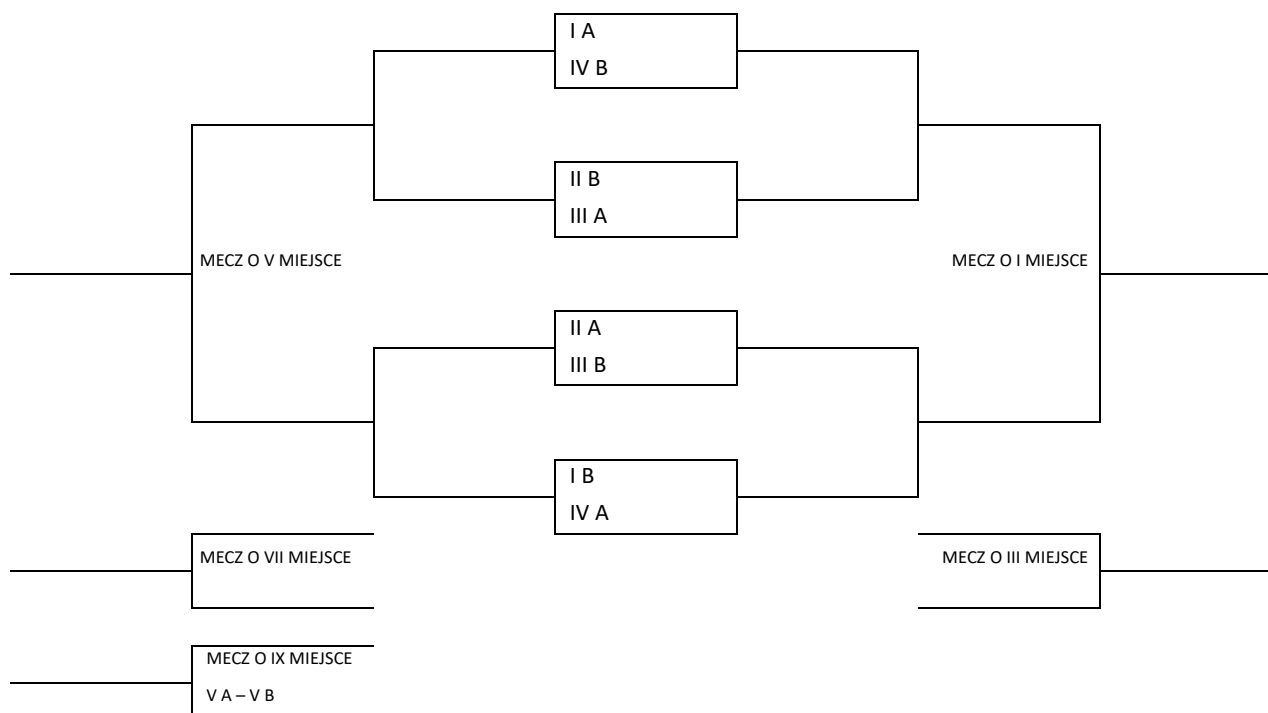 I A
IV B
II B
III A
MECZ O V MIEJSCE
MECZ O I MIEJSCE
II A
III B
I B
IV A
MECZ O VII MIEJSCE
MECZ O III MIEJSCE
MECZ O IX MIEJSCE
V A – V B